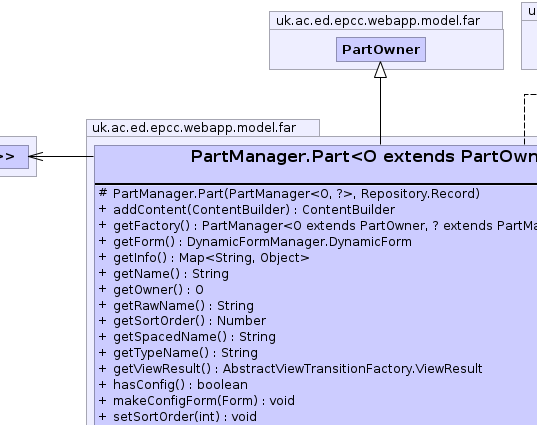 uk.ac.ed.epcc.webapp.model.far
PartOwner
uk.ac.ed.epcc.webapp.model.far
>>
PartManager.Part<O extends PartOwn
# PartManager.Part(PartManager<O, ?>, Repository.Record)
+ addContent(ContentBuilder) : ContentBuilder
+ getFactory() : PartManager<O extends PartOwner, ? extends PartMa
+ getForm() : DynamicFormManager.DynamicForm
+ getInfo() : Map<String, Object>
+ getName() : String
+ getOwner() : O
+ getRawName() : String
+ getSortOrder() : Number
+ getSpacedName() : String
+ getTypeName() : String
+ getViewResult() : AbstractViewTransitionFactory.ViewResult
+ hasConfig() : boolean
+ makeConfigForm(Form) : void
+ setSortOrder(int) : void